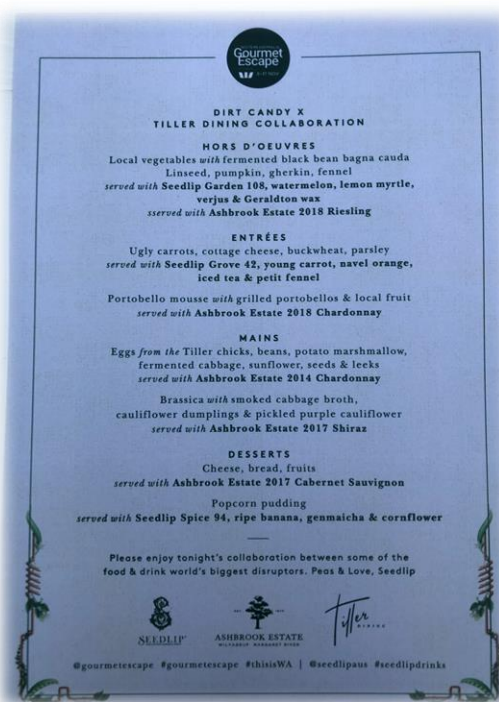 Gourmet
Escape
DIRT CANDY X
TILLER DINING COLLABORATION
HORS D'OEUVRES
Local vegetables with fermented black bean bagna cauda
Linseed, pumpkin, gherkin, fennel
served with Seedlip Garden 108, watermelon, lemon myrtle,
verjus & Geraldton wax
sserved with Ashbrook Estate 2018 Riesling
ENTRÉES
Ugly carrots, cottage cheese, buckwheat, parsley
served with Seedlip Grove 42, young carrot, navel orange,
iced tea & petit fennel
Portobello mousse with grilled portobellos & local fruit
served with Ashbrook Estate 2018 Chardonnay
MAINS
Eggs from the Tiller chicks, beans, potato marshmallow,
fermented cabbage, sunflower, seeds & leeks
served with Ashbrook Estate 2014 Chardonnay
Brassica with smoked cabbage broth,
cauliflower dumplings & pickled purple cauliflower
served with Ashbrook Estate 2017 Shiraz
DESSERTS
Cheese, bread, fruits
served with Ashbrook Estate 2017 Cabernet Sauvignon
Popcorn pudding
served with Seedlip Spice 94, ripe banana, genmaicha & cornflower
Please enjoy tonight's collaboration between some of the
food & drink world's biggest disruptors. Peas & Love, Seedlip
SEEDLIP
ASHBROOK ESTATE
WILYABRUP MARGARET RIVER
Tiller
DINING
@gourmetescape #gourmetescape #thisisWA | @seedlipaus #seedlipdrinks